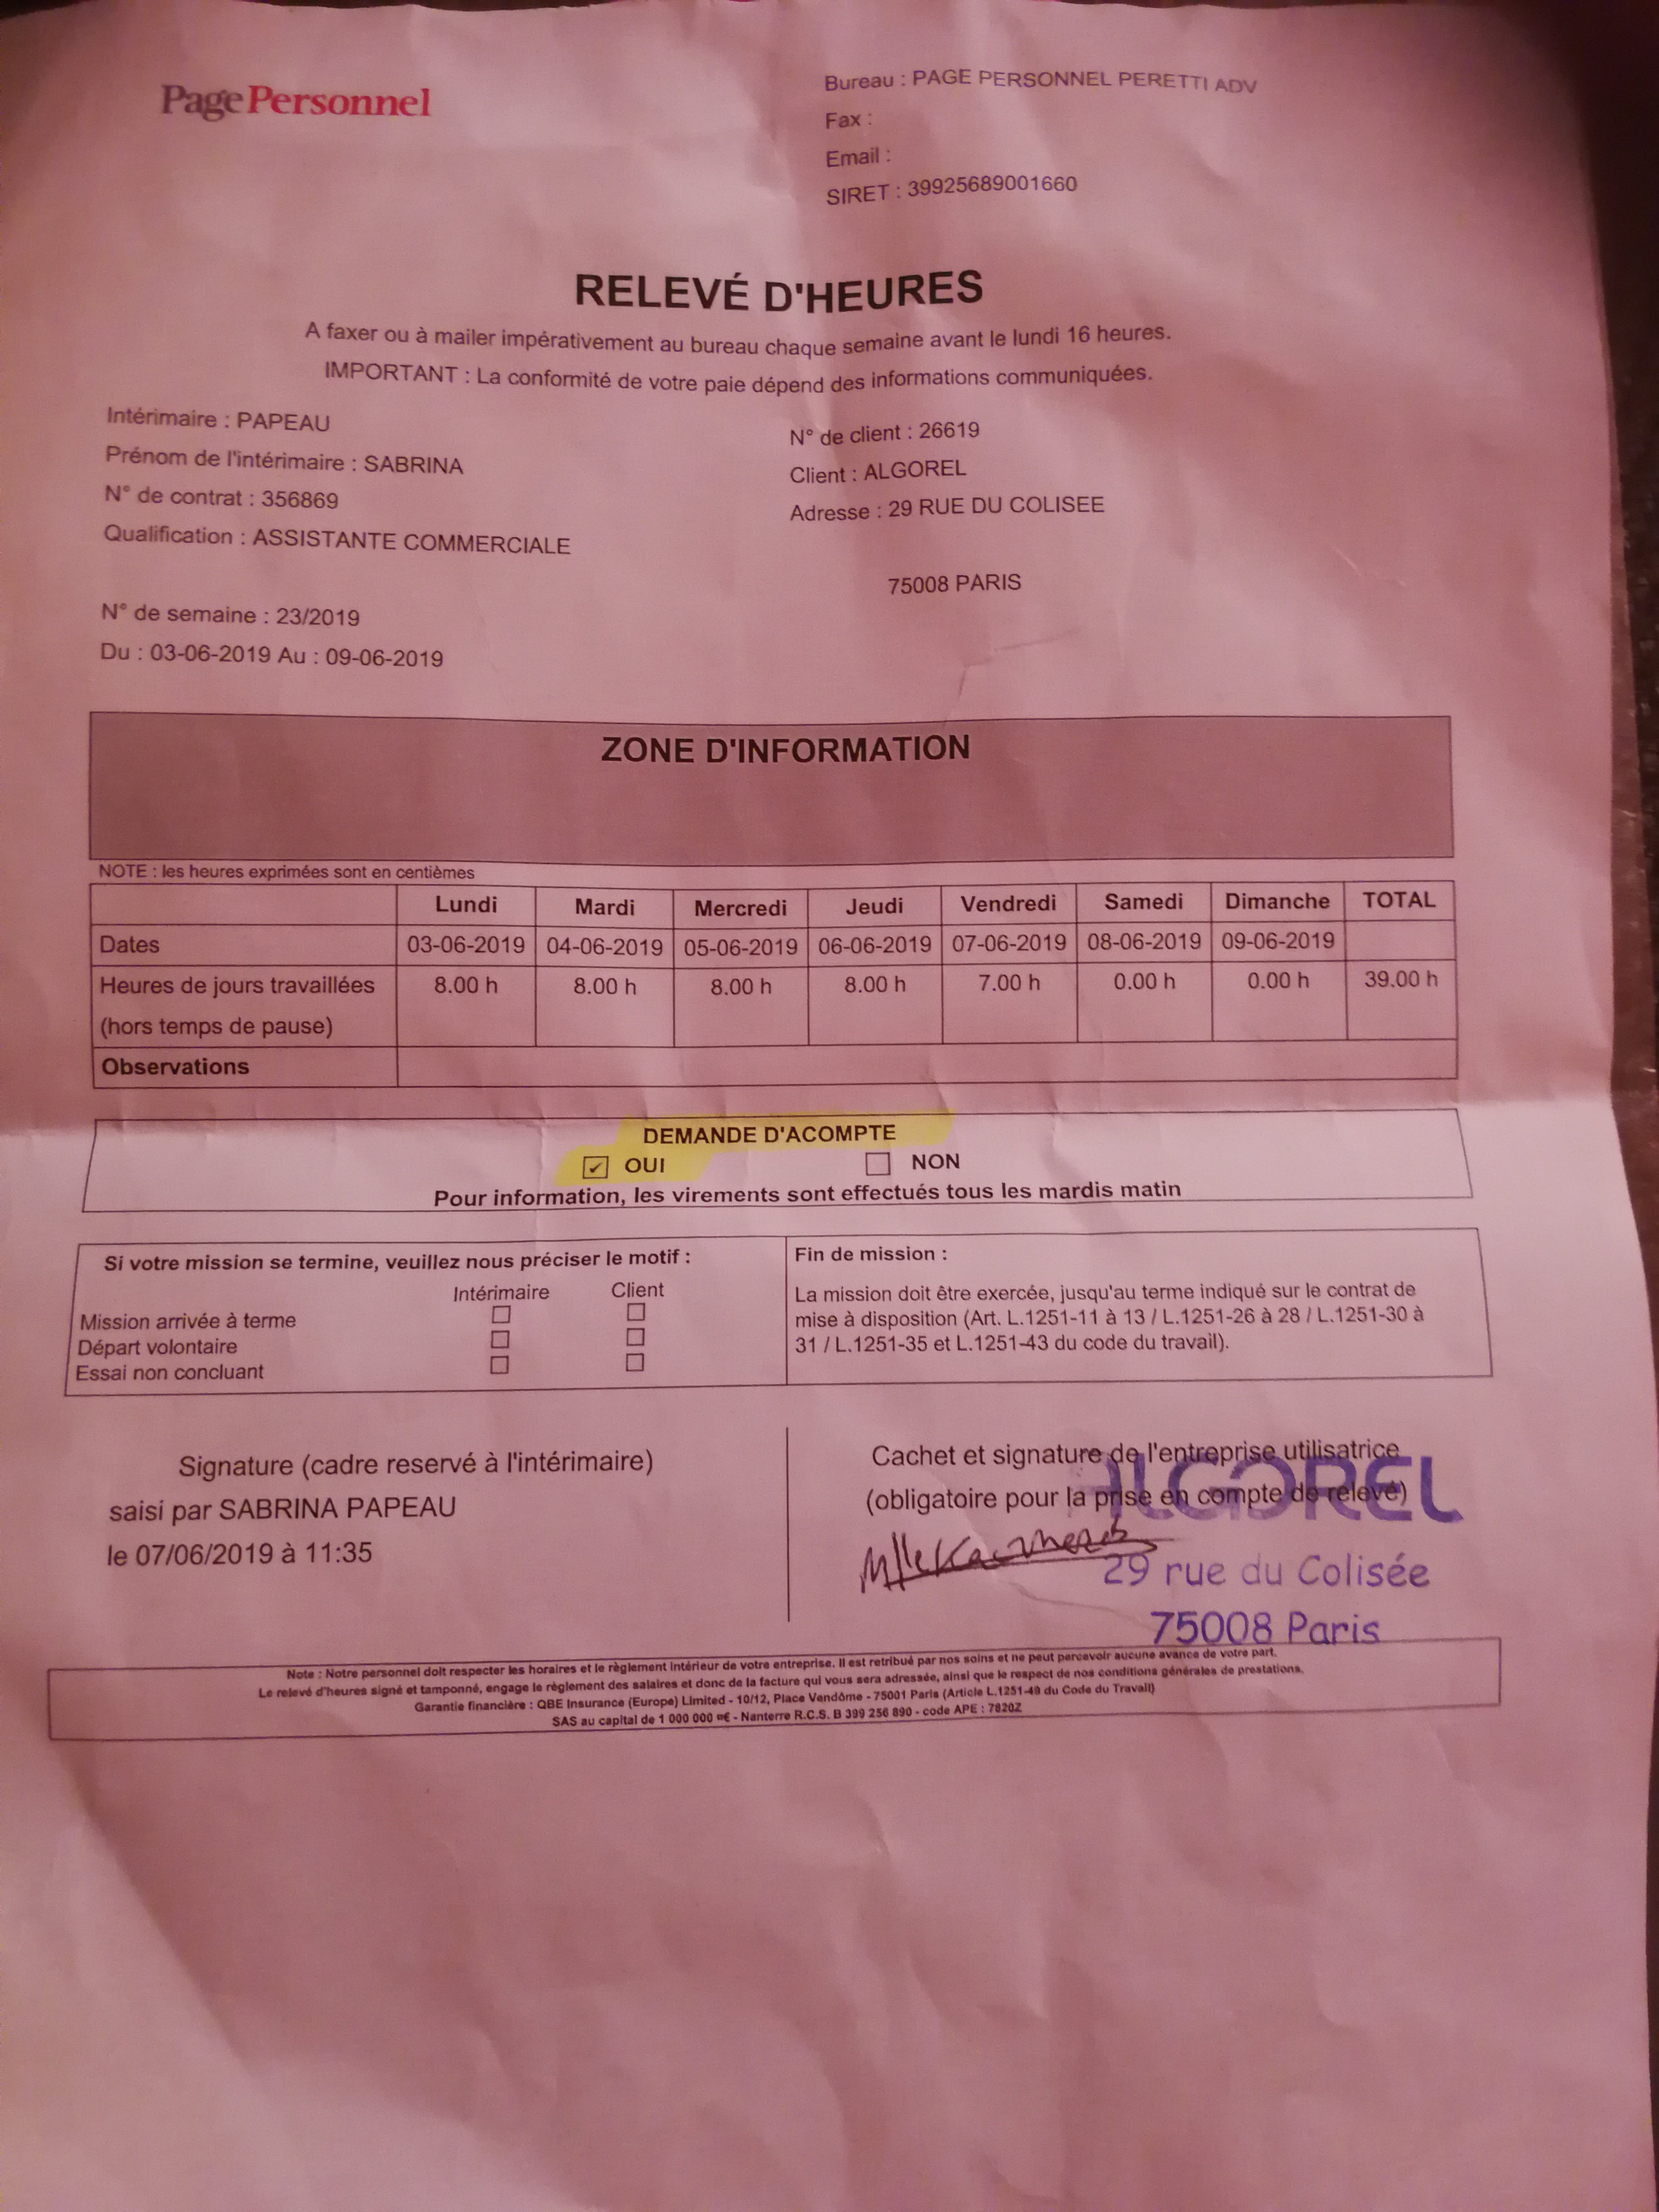 PagePersonnel
Bureau : PAGE PERSONNEL PERETTI ADV
Fax :
Email :
SIRET : 39925689001660
RELEVÉ D'HEURES
A faxer ou à mailer impérativement au bureau chaque semaine avant le lundi 16 heures.
IMPORTANT : La conformité de votre paie dépend des informations communiquées.
Intérimaire : PAPEAU
Prénom de l'intérimaire : SABRINA
N° de contrat : 356869
Qualification : ASSISTANTE COMMERCIALE
N° de client : 26619
Client : ALGOREL
Adresse : 29 RUE DU COLISEE
75008 PARIS
N° de semaine : 23/2019
Du : 03-06-2019 Au : 09-06-2019
ZONE D'INFORMATION
NOTE : les heures exprimées sont en centièmes
Lundi Mardi Mercredi Jeudi Vendredi Samedi Dimanche TOTAL
Dates 03-06-2019 04-06-2019 05-06-2019 06-06-2019 07-06-2019 08-06-2019 09-06-2019
Heures de jours travaillées 8.00 h 8.00 h 8.00 h 8.00 h 7.00 h 0.00 h 0.00 h 39.00 h
(hors temps de pause)
Observations
DEMANDE D'ACOMPTE
OUI NON
Pour information, les virements sont effectués tous les mardis matin
Si votre mission se termine, veuillez nous préciser le motif :
Intérimaire Client
Mission arrivée à terme
Départ volontaire
Essai non concluant
Fin de mission :
La mission doit être exercée, jusqu'au terme indiqué sur le contrat de
mise à disposition (Art. L.1251-11 à 13 / L.1251-26 à 28 / L.1251-30 à
31 / L.1251-35 et L.1251-43 du code du travail).
Signature (cadre reservé à l'intérimaire)
saisi par SABRINA PAPEAU
le 07/06/2019 à 11:35
Cachet et signature de l'entreprise utilisatrice
(obligatoire pour la prise en compte de relevé)
ALGOREL
29 rue du Colisée
75008 Paris
Note : Notre personnel doit respecter les horaires et le règlement intérieur de votre entreprise. Il est retribué par nos soins et ne peut percevoir aucune avance de votre part.
Le relevé d'heures signé et tamponné, engage le règlement des salaires et donc de la facture qui vous sera adressée, ainsi que le respect de nos conditions générales de prestations.
Garantie financière : QBE Insurance (Europe) Limited - 10/12, Place Vendôme - 75001 Paris (Article L.1251-49 du Code du Travail)
SAS au capital de 1 000 000 ¤€ - Nanterre R.C.S. B 399 256 890 - code APE : 7820Z